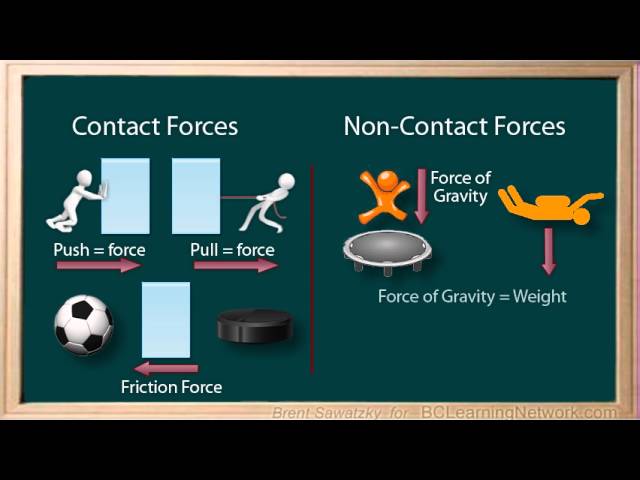 Contact Forces
Push = force
Pull = force
Friction Force
Non-Contact Forces
Force of
Gravity
Force of Gravity = Weight
Brent Sawatzky for BCLearningNetwork.com